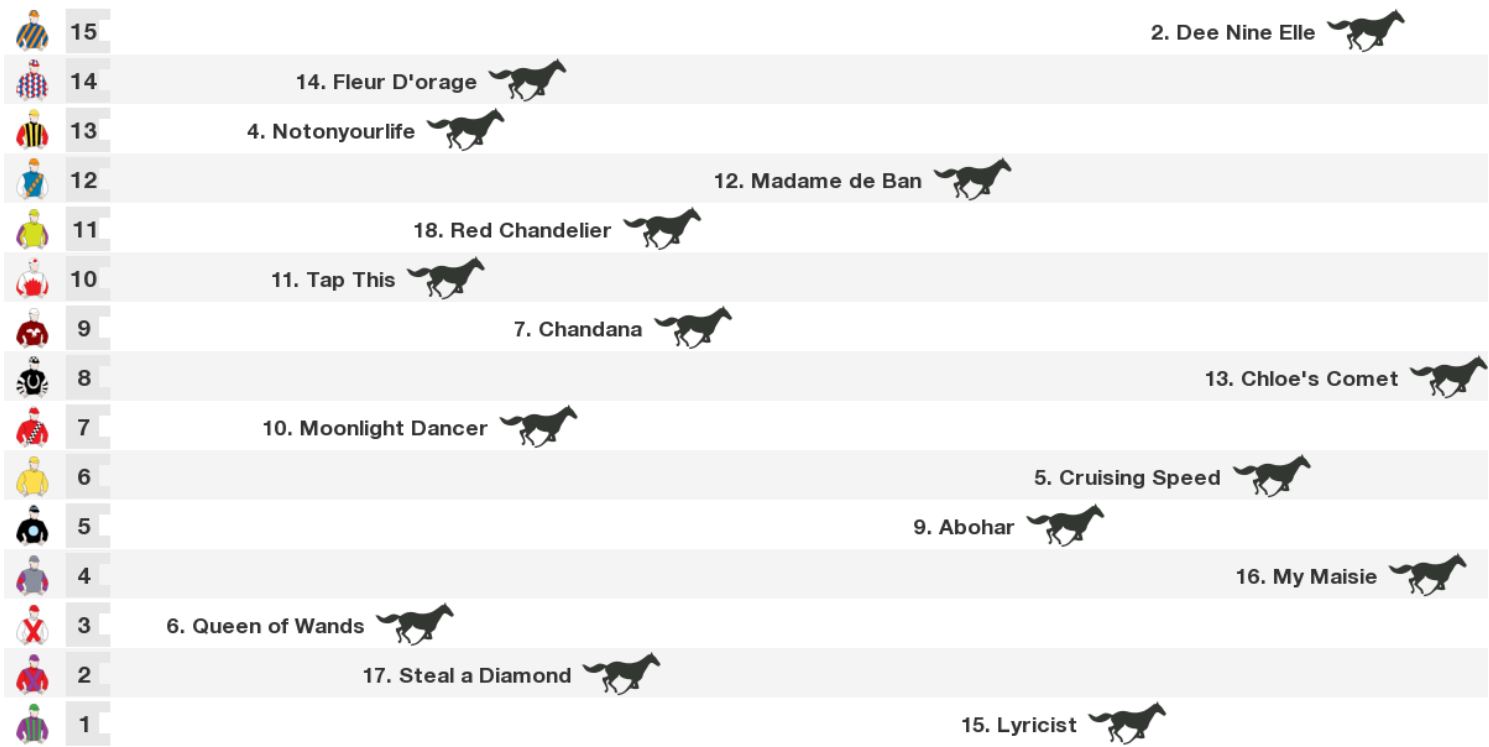 15 2. Dee Nine Elle
14 14. Fleur D'orage
13 4. Notonyourlife
12 12. Madame de Ban
11 18. Red Chandelier
10 11. Tap This
9 7. Chandana
8 13. Chloe's Comet
7 10. Moonlight Dancer
6 5. Cruising Speed
5 9. Abohar
4 16. My Maisie
3 6. Queen of Wands
2 17. Steal a Diamond
1 15. Lyricist